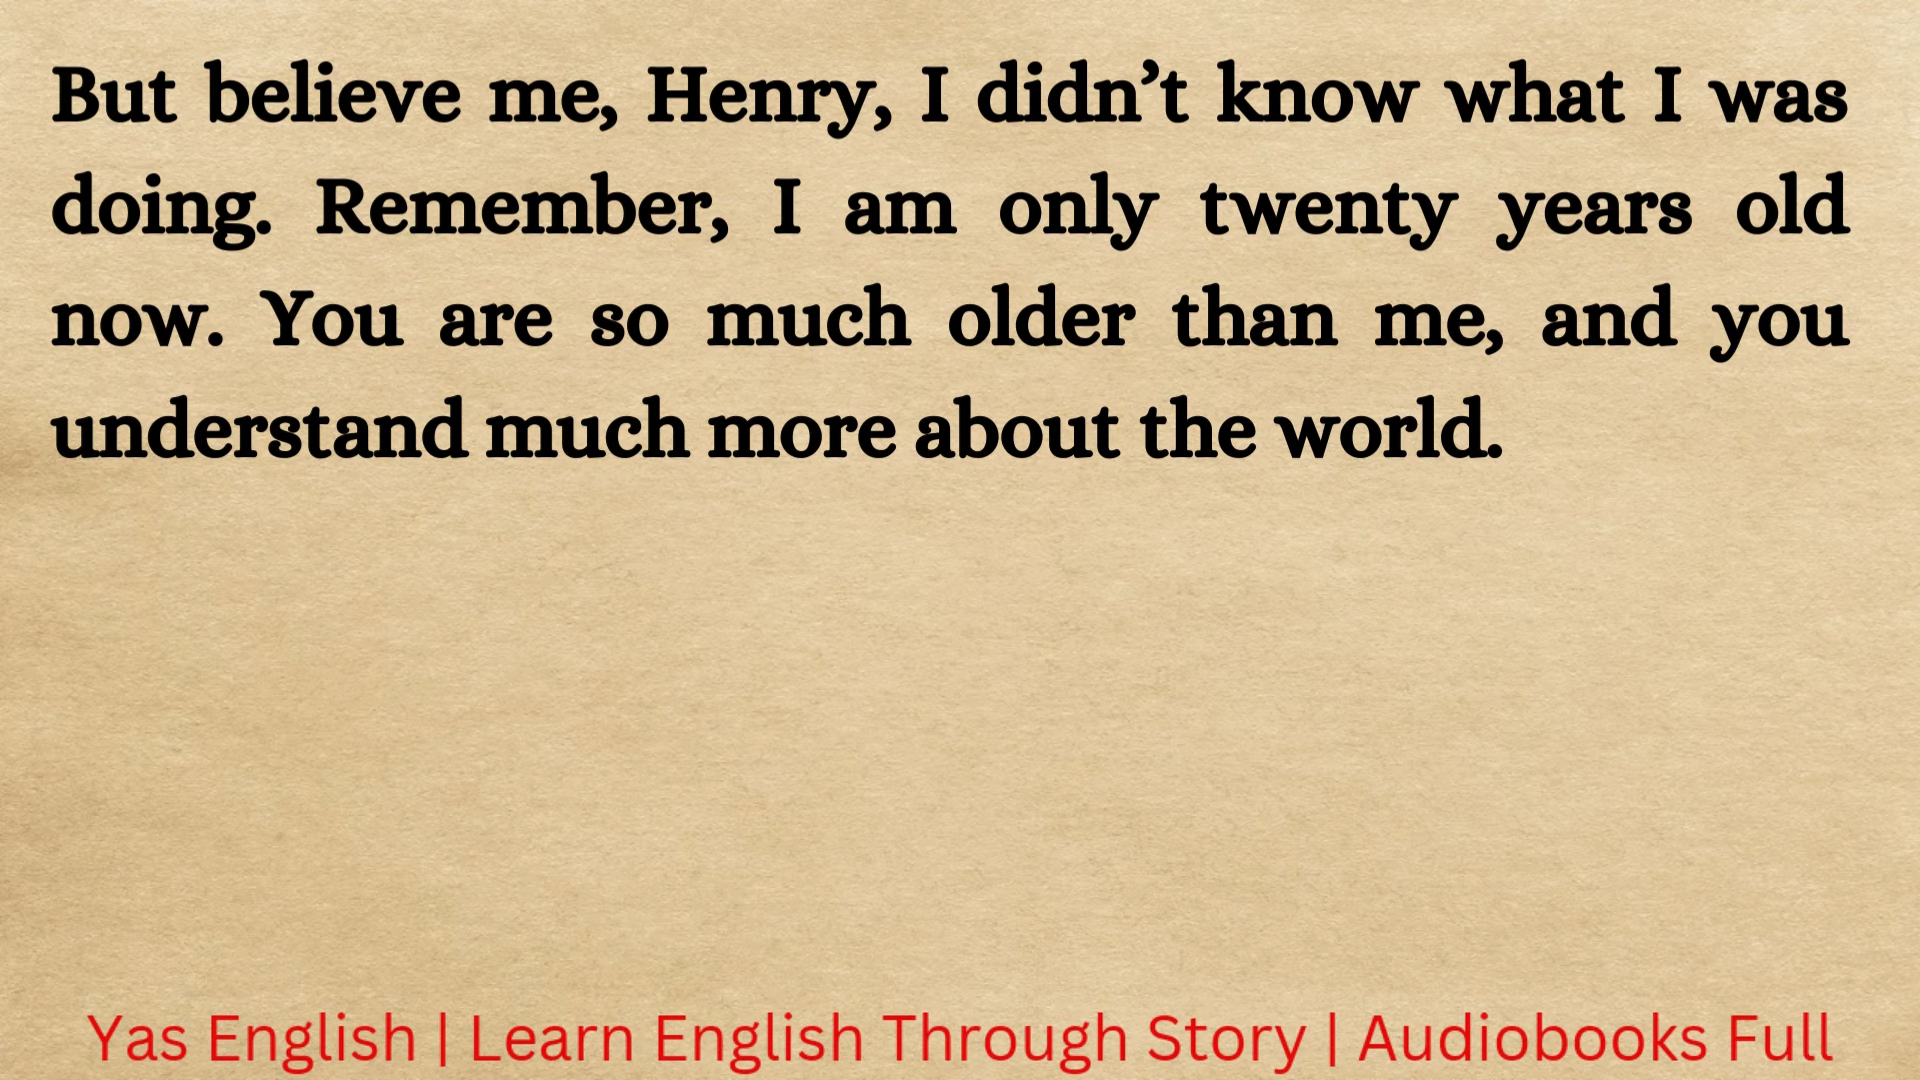 But believe me, Henry, I didn’t know what I was
doing. Remember, I am only twenty years old
now. You are so much older than me, and you
understand much more about the world.
Yas English | Learn English Through Story | Audiobooks Full